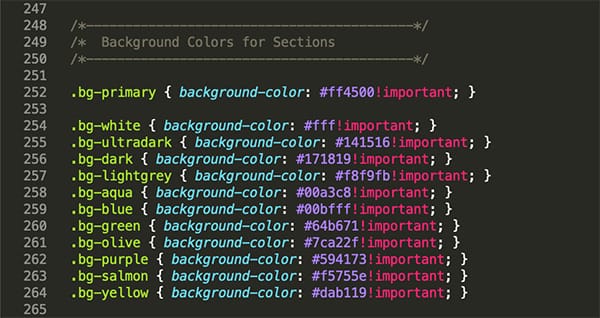 247
248 /*---------------------------------------*/
249 /*  Background Colors for Sections
250 /*---------------------------------------*/
251
252 .bg-primary { background-color: #ff4500!important; }
253
254 .bg-white { background-color: #fff!important; }
255 .bg-ultradark { background-color: #141516!important; }
256 .bg-dark { background-color: #171819!important; }
257 .bg-lightgrey { background-color: #f8f9fb!important; }
258 .bg-aqua { background-color: #00a3c8!important; }
259 .bg-blue { background-color: #00bfff!important; }
260 .bg-green { background-color: #64b671!important; }
261 .bg-olive { background-color: #7ca22f!important; }
262 .bg-purple { background-color: #594173!important; }
263 .bg-salmon { background-color: #f5755e!important; }
264 .bg-yellow { background-color: #dab119!important; }
265